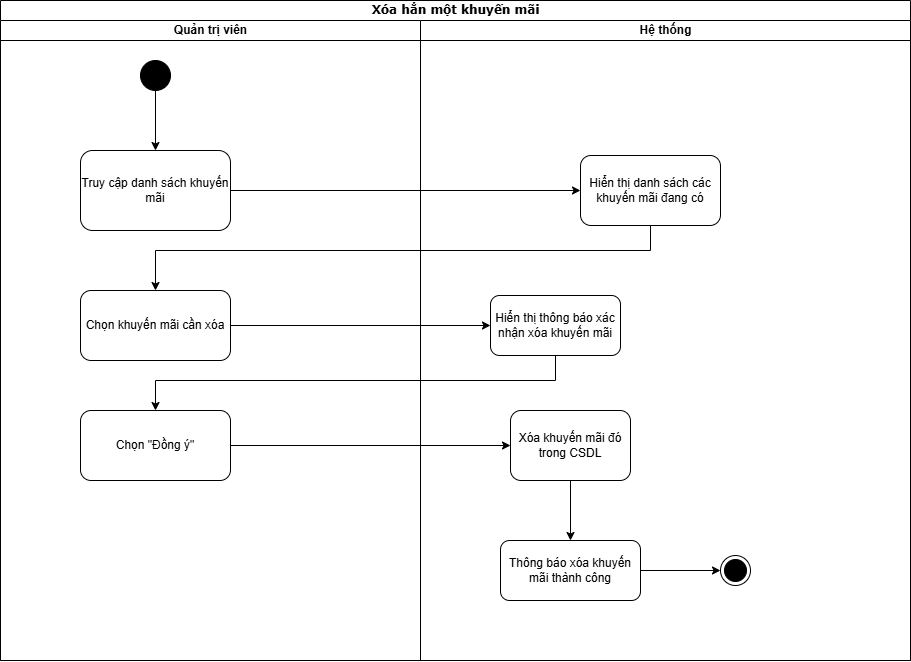 Xóa hẳn một khuyến mãi
Quản trị viên
Hệ thống
Truy cập danh sách khuyến
mãi
Hiển thị danh sách các
khuyến mãi đang có
Chọn khuyến mãi cần xóa
Hiển thị thông báo xác
nhận xóa khuyến mãi
Chọn "Đồng ý"
Xóa khuyến mãi đó
trong CSDL
Thông báo xóa khuyến
mãi thành công